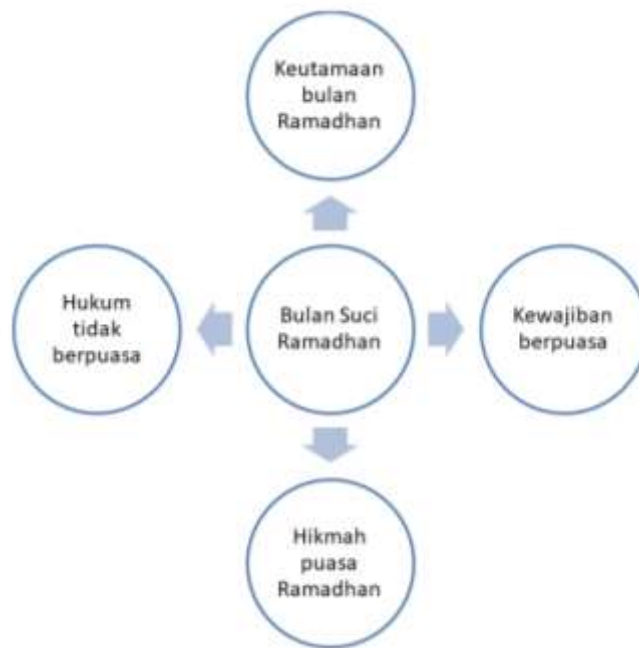 Keutamaan
bulan
Ramadhan
Hukum
tidak
berpuasa
Bulan Suci
Ramadhan
Kewajiban
berpuasa
Hikmah
puasa
Ramadhan